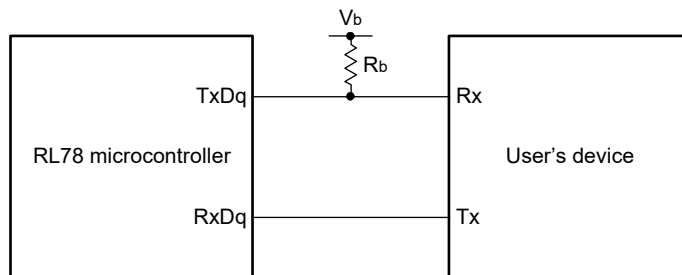 Vb
Rb
TxDq
Rx
RL78 microcontroller
User’s device
RxDq
Tx